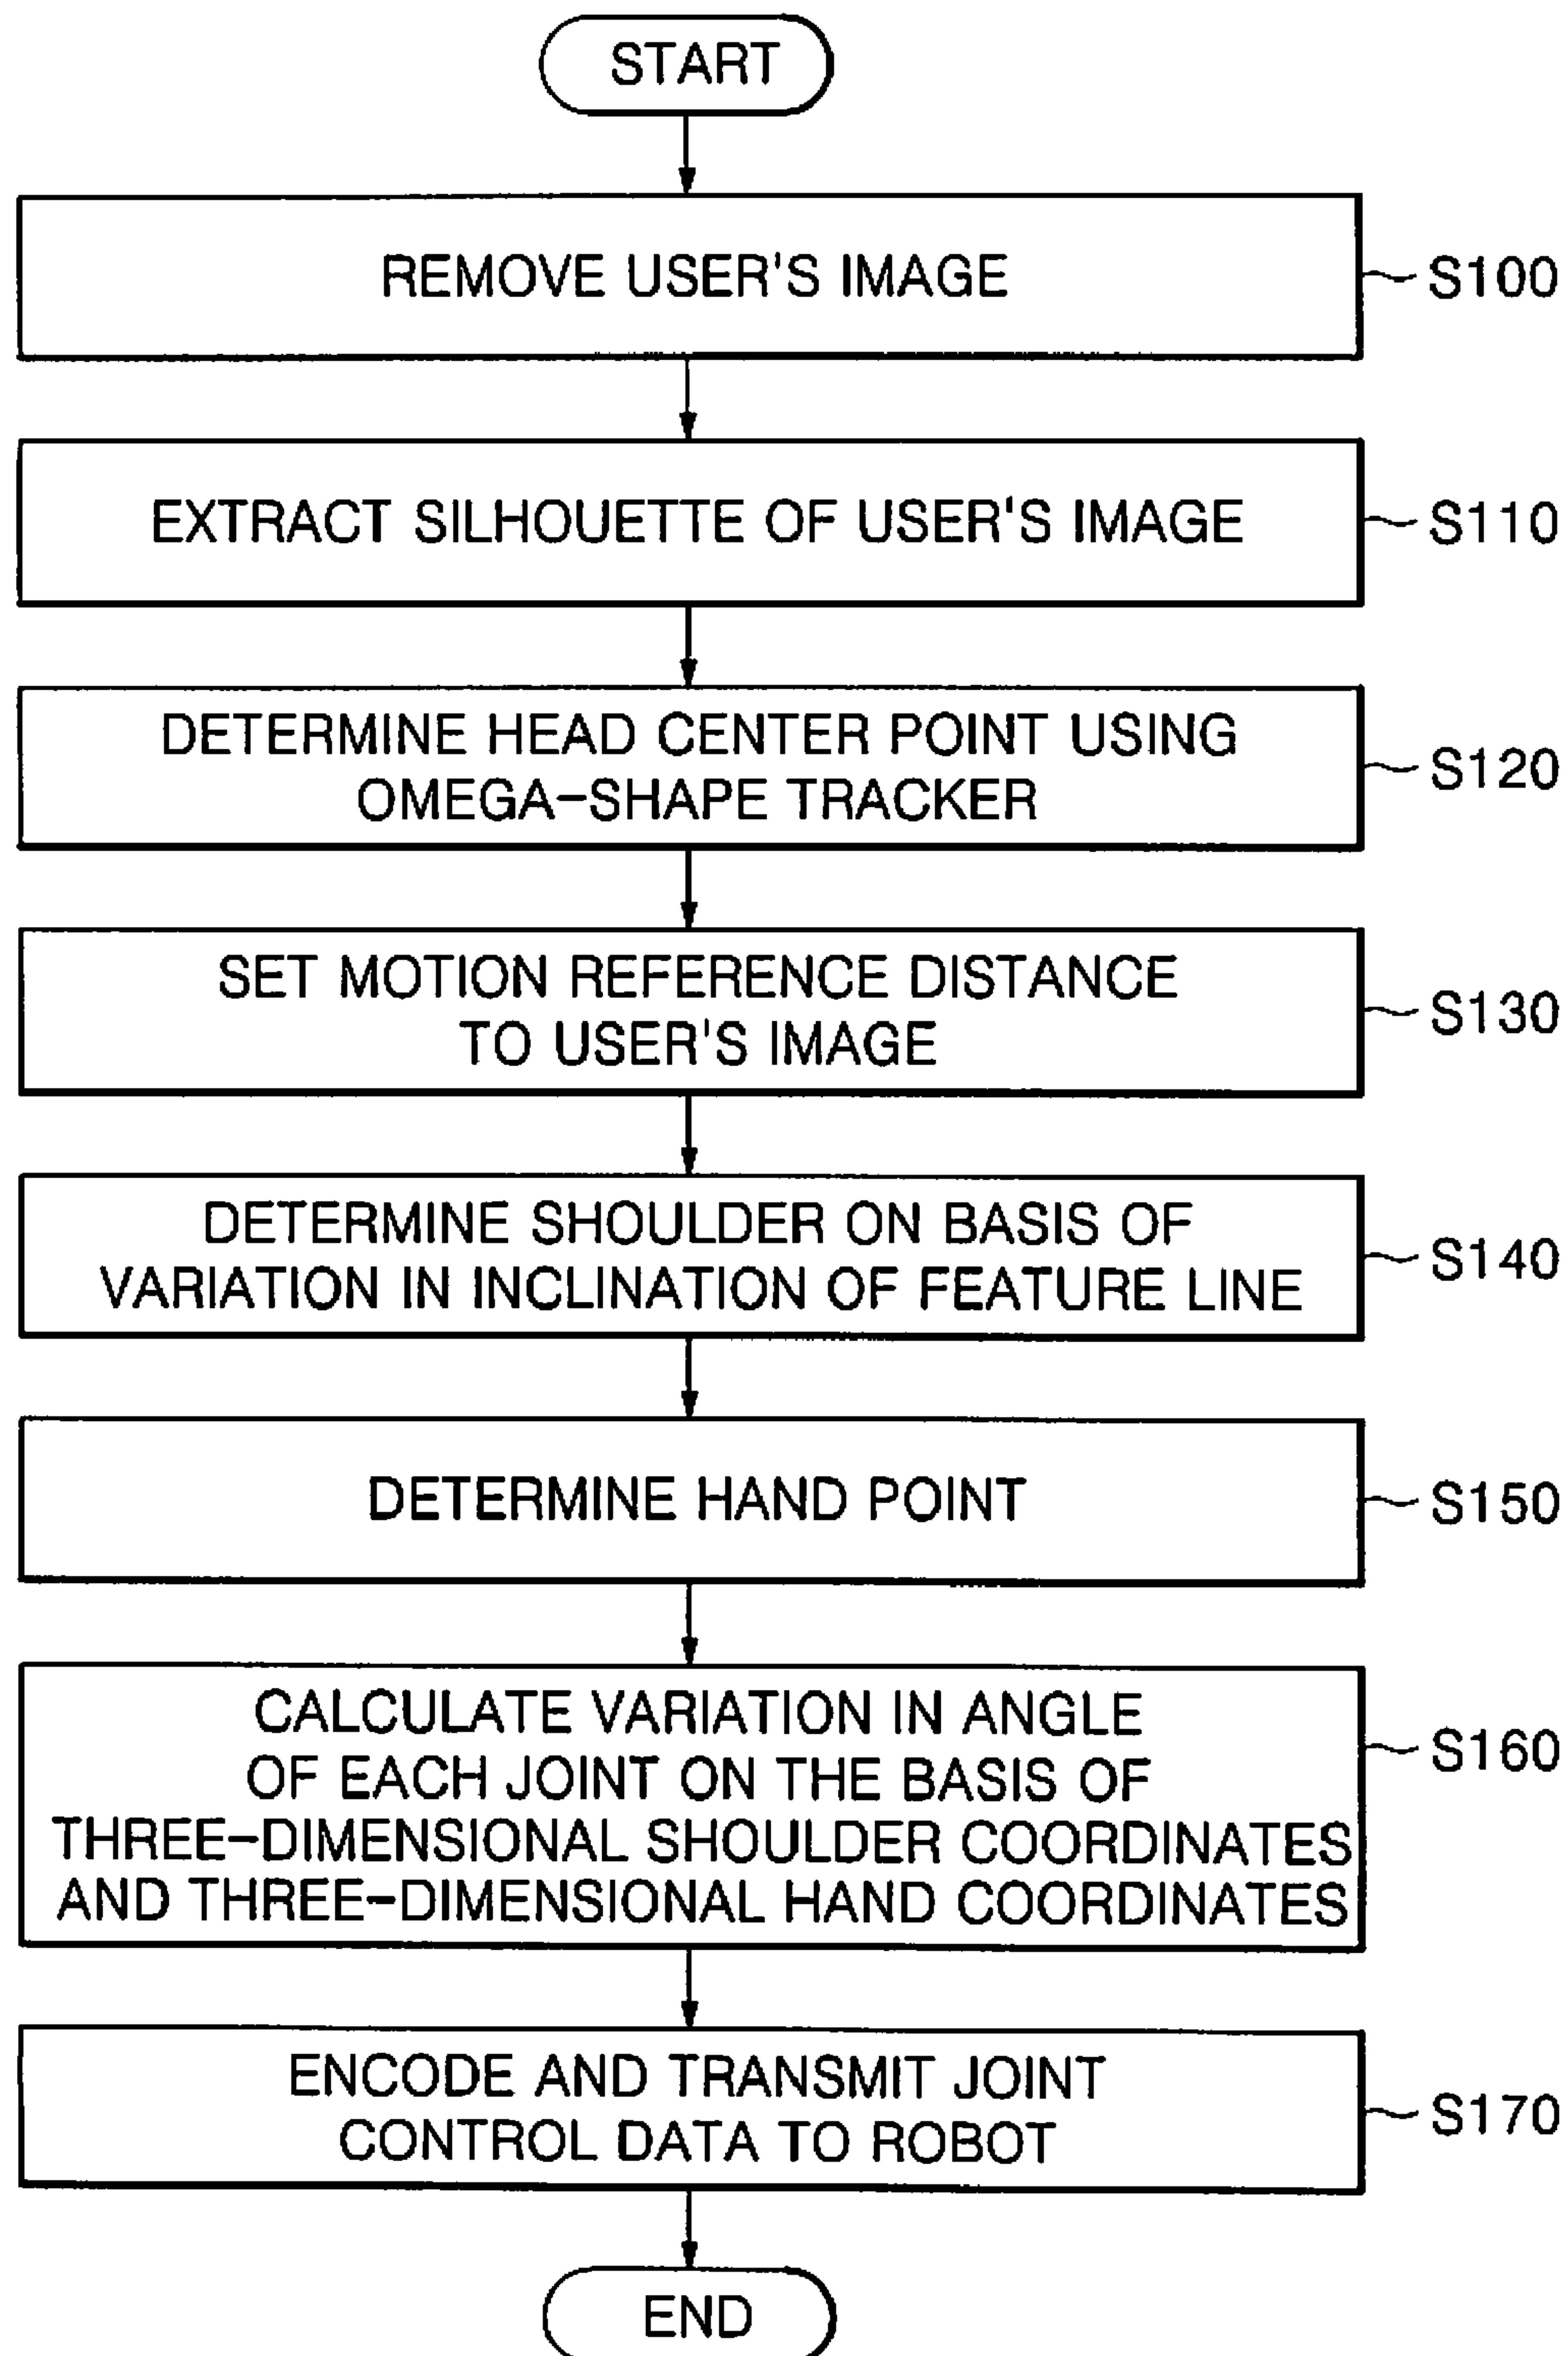 START
REMOVE USER'S IMAGE
S100
EXTRACT SILHOUETTE OF USER'S IMAGE
S110
DETERMINE HEAD CENTER POINT USING
OMEGA-SHAPE TRACKER
S120
SET MOTION REFERENCE DISTANCE
TO USER'S IMAGE
S130
DETERMINE SHOULDER ON BASIS OF
VARIATION IN INCLINATION OF FEATURE LINE
S140
DETERMINE HAND POINT
S150
CALCULATE VARIATION IN ANGLE
OF EACH JOINT ON THE BASIS OF
THREE-DIMENSIONAL SHOULDER COORDINATES
AND THREE-DIMENSIONAL HAND COORDINATES
S160
ENCODE AND TRANSMIT JOINT
CONTROL DATA TO ROBOT
S170
END